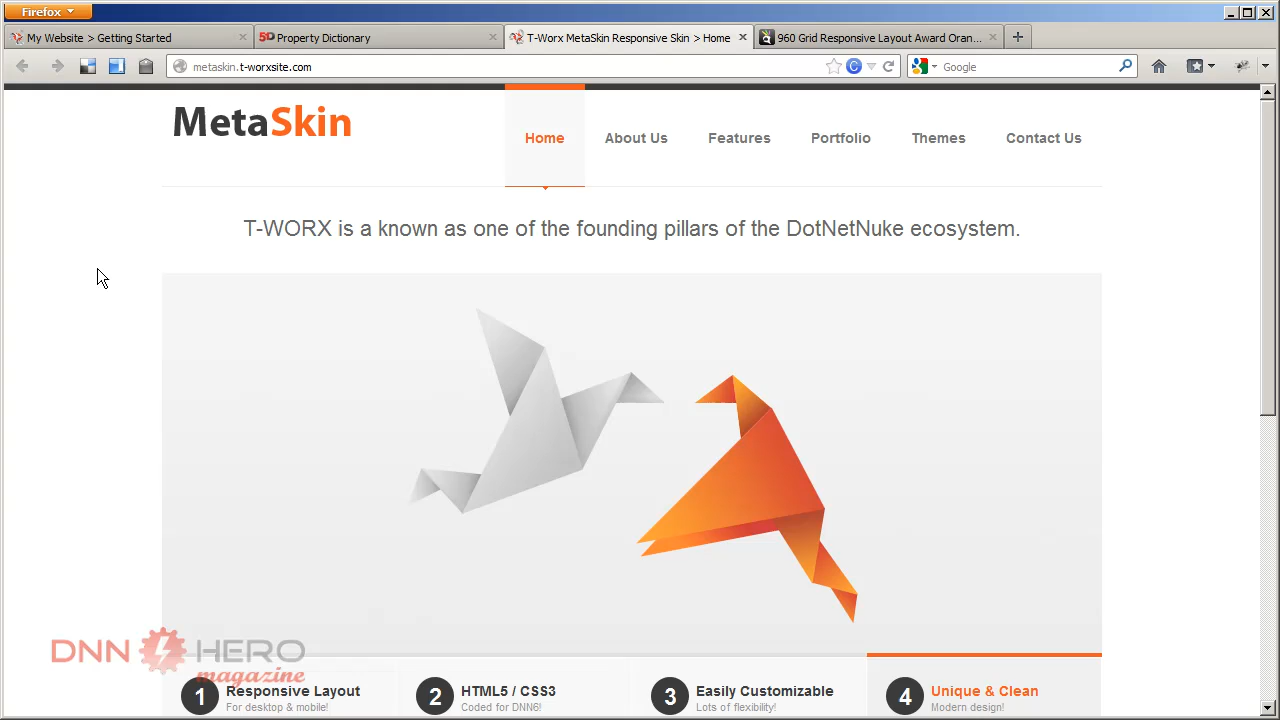 Firefox
My Website > Getting Started
5D Property Dictionary
T-Worx MetaSkin Responsive Skin > Home
960 Grid Responsive Layout Award Oran...
metaskin.t-worxsite.com
C
Google
MetaSkin
Home
About Us
Features
Portfolio
Themes
Contact Us
T-WORX is a known as one of the founding pillars of the DotNetNuke ecosystem.
DNN HERO
magazine
1 Responsive Layout
For desktop & mobile!
2 HTML5 / CSS3
Coded for DNN6!
3 Easily Customizable
Lots of flexibility!
4 Unique & Clean
Modern design!